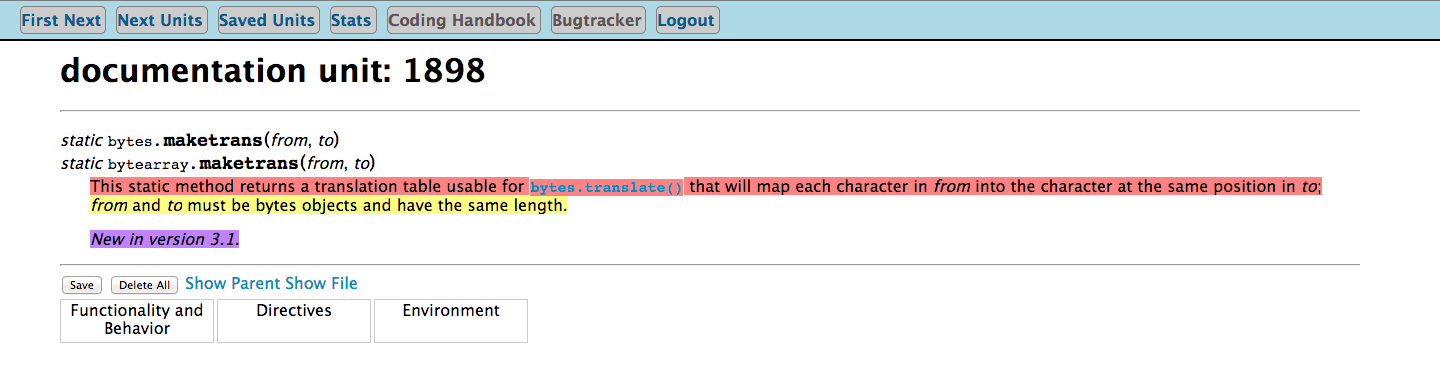 First Next Next Units Saved Units Stats Coding Handbook Bugtracker Logout
documentation unit: 1898
static bytes.maketrans(from, to)
static bytearray.maketrans(from, to)
This static method returns a translation table usable for bytes.translate() that will map each character in from into the character at the same position in to;
from and to must be bytes objects and have the same length.
New in version 3.1.
Save Delete All Show Parent Show File
Functionality and Directives Environment
Behavior